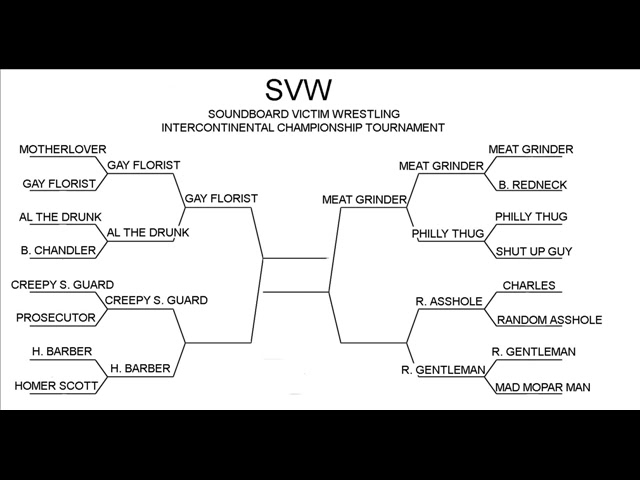 SVW
SOUNDBOARD VICTIM WRESTLING
INTERCONTINENTAL CHAMPIONSHIP TOURNAMENT
MOTHERLOVER
GAY FLORIST
GAY FLORIST
GAY FLORIST
AL THE DRUNK
AL THE DRUNK
B. CHANDLER
CREEPY S. GUARD
CREEPY S. GUARD
PROSECUTOR
H. BARBER
H. BARBER
HOMER SCOTT
MEAT GRINDER
MEAT GRINDER
B. REDNECK
MEAT GRINDER
PHILLY THUG
PHILLY THUG
SHUT UP GUY
CHARLES
R. ASSHOLE
RANDOM ASSHOLE
R. GENTLEMAN
R. GENTLEMAN
MAD MOPAR MAN